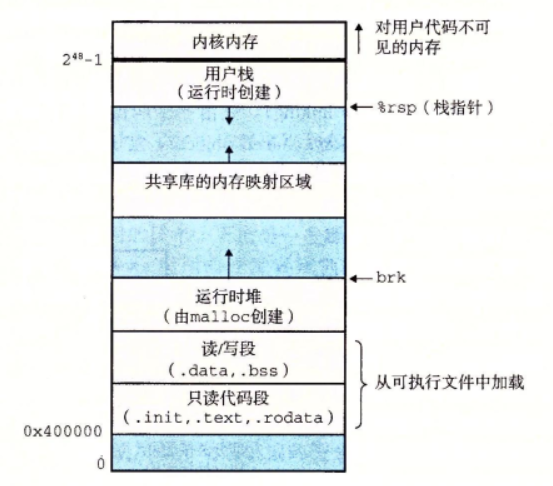 内核内存
对用户代码不可
见的内存
2⁴⁸-1
用户栈
(运行时创建)
%rsp(栈指针)
共享库的内存映射区域
brk
运行时堆
(由malloc创建)
读/写段
(.data,.bss)
只读代码段
(.init,.text,.rodata)
从可执行文件中加载
0x400000
0